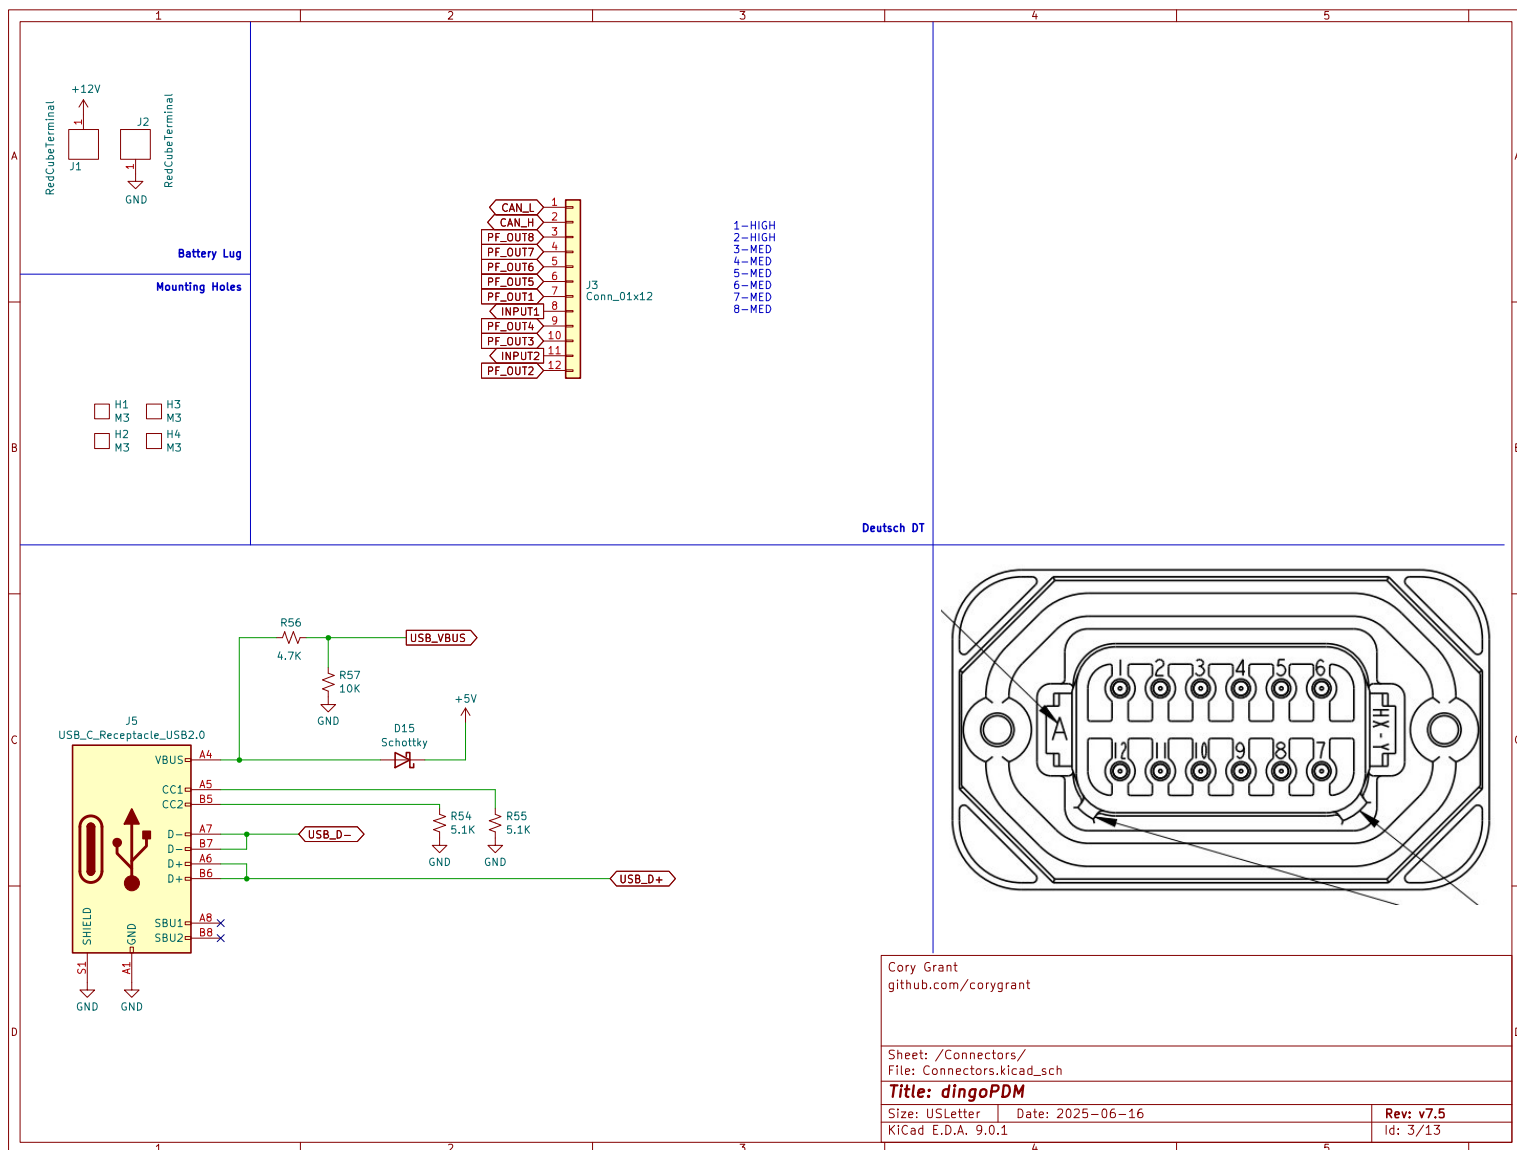 1 2 3 4 5
A
B
C
D
+12V
RedCubeTerminal
1
J1
J2
1
GND
RedCubeTerminal
Battery Lug
Mounting Holes
H1
M3
H3
M3
H2
M3
H4
M3
CAN_L 1
CAN_H 2
PF_OUT8 3
PF_OUT7 4
PF_OUT6 5
PF_OUT5 6
PF_OUT1 7
INPUT1 8
PF_OUT4 9
PF_OUT3 10
INPUT2 11
PF_OUT2 12
J3
Conn_01x12
1-HIGH
2-HIGH
3-MED
4-MED
5-MED
6-MED
7-MED
8-MED
Deutsch DT
R56
4.7K
USB_VBUS
R57
10K
GND
+5V
D15
Schottky
J5
USB_C_Receptacle_USB2.0
VBUS A4
CC1 A5
CC2 B5
D- A7
D- B7
D+ A6
D+ B6
SBU1 A8
SBU2 B8
SHIELD
GND
S1
A1
GND
GND
R54
5.1K
GND
R55
5.1K
GND
USB_D-
USB_D+
1 2 3 4 5 6
A
HX-Y
12 11 10 9 8 7
Cory Grant
github.com/corygrant
Sheet: /Connectors/
File: Connectors.kicad_sch
Title: dingoPDM
Size: USLetter
Date: 2025-06-16
Rev: v7.5
KiCad E.D.A. 9.0.1
Id: 3/13
1 2 3 4 5